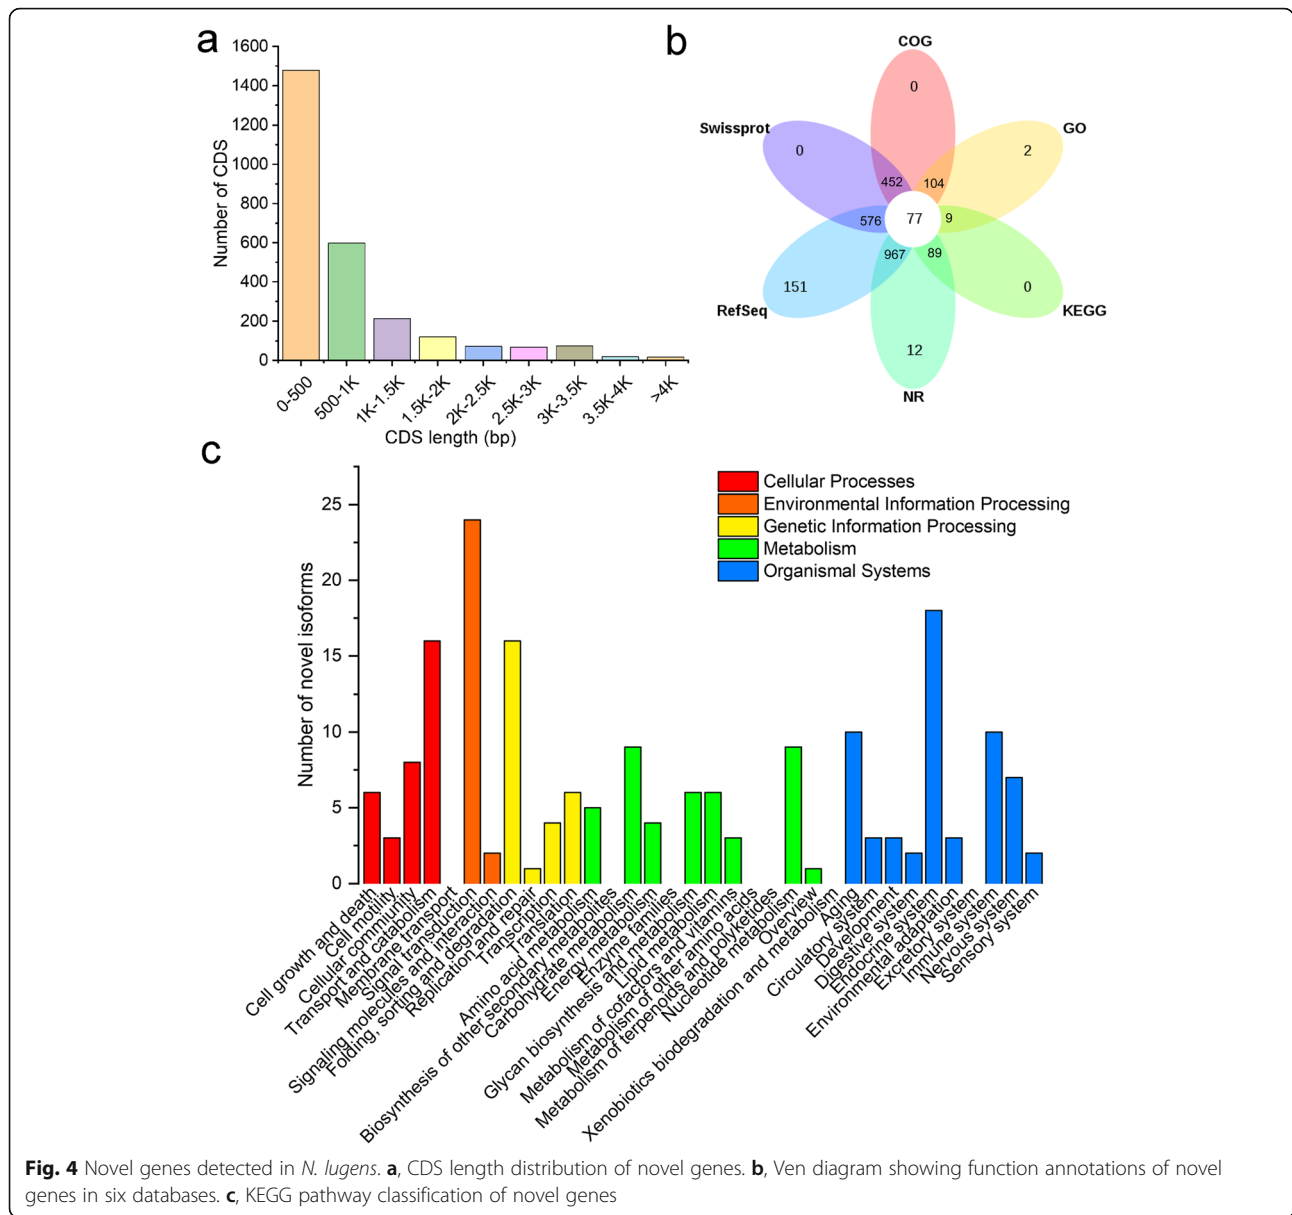 a
1600
1400
1200
1000
800
600
400
200
0
Number of CDS
0-500
500-1K
1K-1.5K
1.5K-2K
2K-2.5K
2.5K-3K
3K-3.5K
3.5K-4K
>4K
CDS length (bp)
b
COG
0
Swissprot
0
GO
2
452
104
576
77
9
967
89
RefSeq
151
KEGG
0
12
NR
c
25
20
15
10
5
0
Number of novel isoforms
Cellular Processes
Environmental Information Processing
Genetic Information Processing
Metabolism
Organismal Systems
Cell growth and death
Cell motility
Cellular community
Transport and catabolism
Membrane transport
Signal transduction
Signaling molecules and interaction
Folding, sorting and degradation
Replication and repair
Transcription
Translation
Amino acid metabolism
Biosynthesis of other secondary metabolites
Carbohydrate metabolism
Energy metabolism
Enzyme families
Glycan biosynthesis and metabolism
Lipid metabolism
Metabolism of cofactors and vitamins
Metabolism of other amino acids
Metabolism of terpenoids and polyketides
Nucleotide metabolism
Overview
Xenobiotics biodegradation and metabolism
Aging
Circulatory system
Development
Digestive system
Endocrine system
Environmental adaptation
Excretory system
Immune system
Nervous system
Sensory system
Fig. 4 Novel genes detected in N. lugens. a, CDS length distribution of novel genes. b, Ven diagram showing function annotations of novel
genes in six databases. c, KEGG pathway classification of novel genes